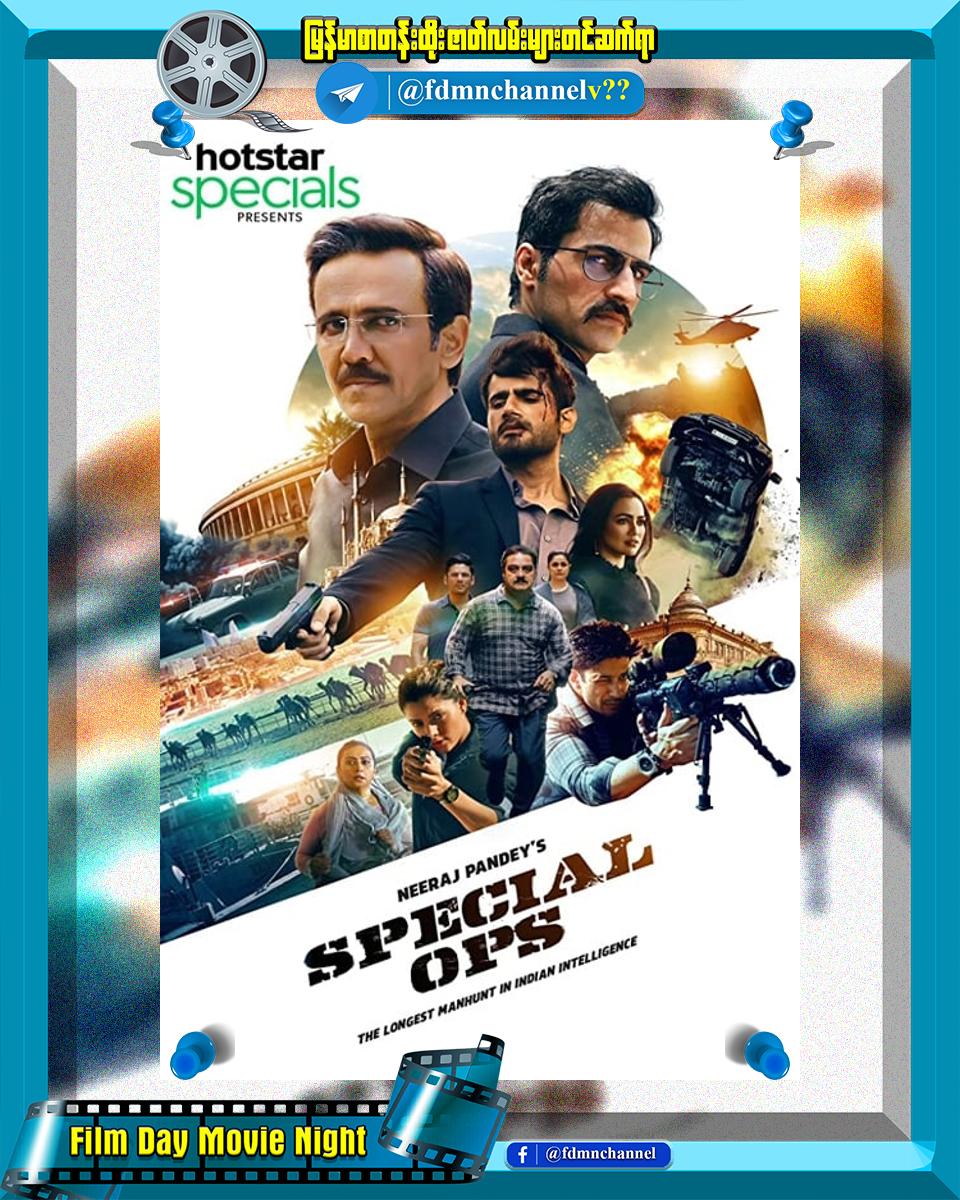 မြန်မာစာတန်းထိုးဇာတ်လမ်းများတင်ဆက်ရာ
@fdmnchannelv??
hotstar
specials
PRESENTS
NEERAJ PANDEY'S
SPECIAL
OPS
THE LONGEST MANHUNT IN INDIAN INTELLIGENCE
Film Day Movie Night
f @fdmnchannel